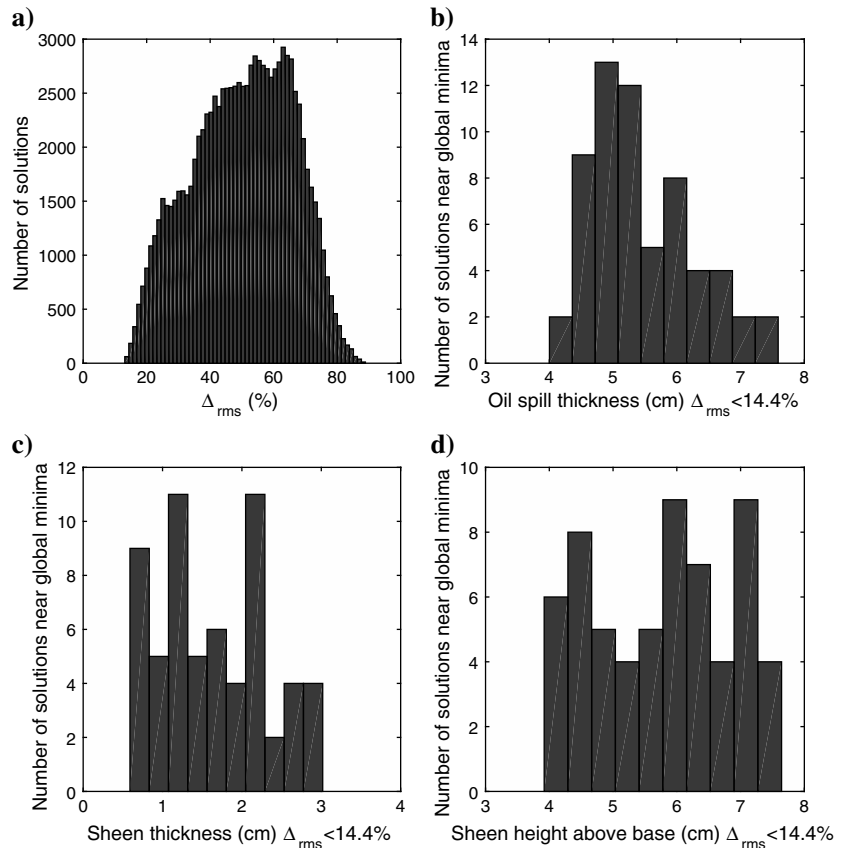 a)
Number of solutions
3000
2500
2000
1500
1000
500
0
0 20 40 60 80 100
Δrms (%)
b)
Number of solutions near global minima
14
12
10
8
6
4
2
0
3 4 5 6 7 8
Oil spill thickness (cm) Δrms<14.4%
c)
Number of solutions near global minima
12
10
8
6
4
2
0
0 1 2 3 4
Sheen thickness (cm) Δrms<14.4%
d)
Number of solutions near global minima
10
8
6
4
2
0
3 4 5 6 7 8
Sheen height above base (cm) Δrms<14.4%